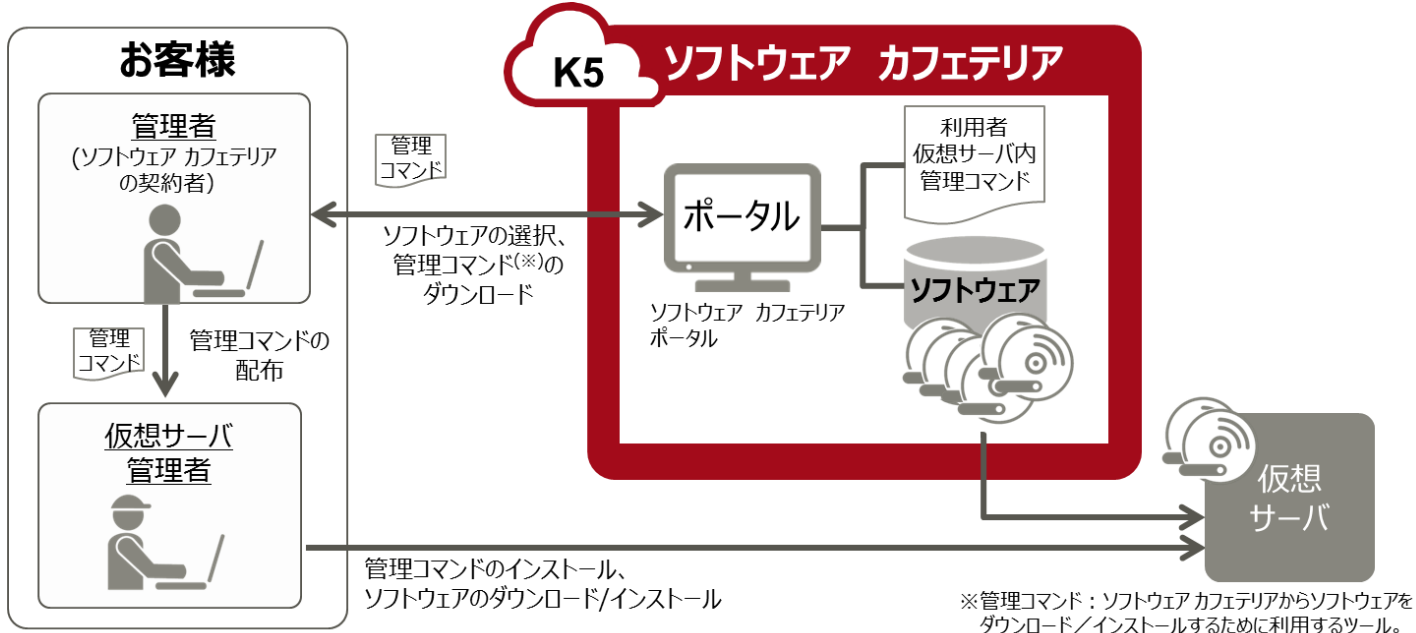 お客様
管理者
(ソフトウェア カフェテリア
の契約者)
管理
コマンド
管理コマンドの
配布
仮想サーバ
管理者
管理
コマンド
ソフトウェアの選択、
管理コマンド(※)の
ダウンロード
K5
ソフトウェア カフェテリア
ポータル
ソフトウェア カフェテリア
ポータル
利用者
仮想サーバ内
管理コマンド
ソフトウェア
管理コマンドのインストール、
ソフトウェアのダウンロード/インストール
仮想
サーバ
※管理コマンド：ソフトウェア カフェテリアからソフトウェアを
ダウンロード／インストールするために利用するツール。